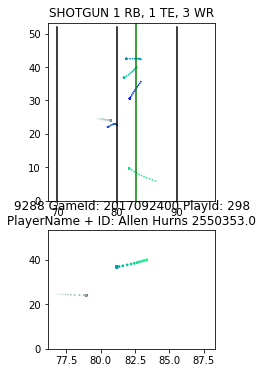 SHOTGUN 1 RB, 1 TE, 3 WR
50
40
30
20
10
0
70 80 90
9288 GameId: 2017092400 PlayId: 298
PlayerName + ID: Allen Hurns 2550353.0
40
20
0
77.5 80.0 82.5 85.0 87.5